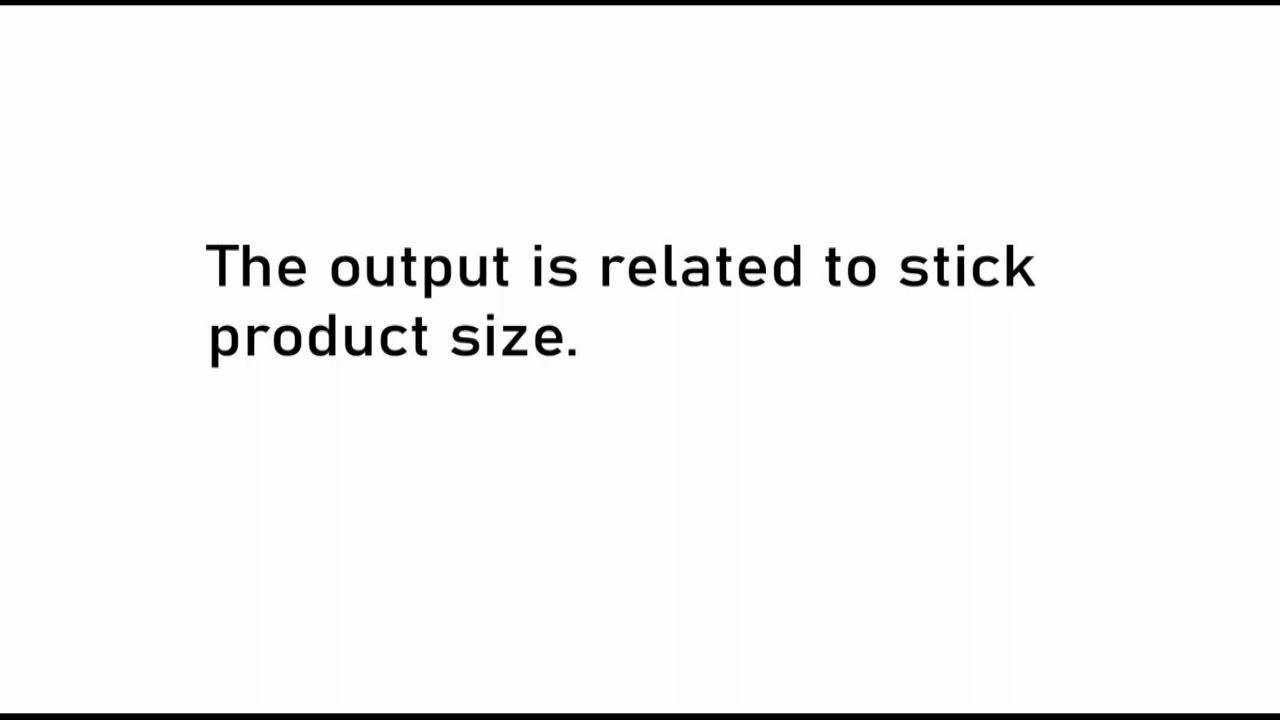 The output is related to stick
product size.